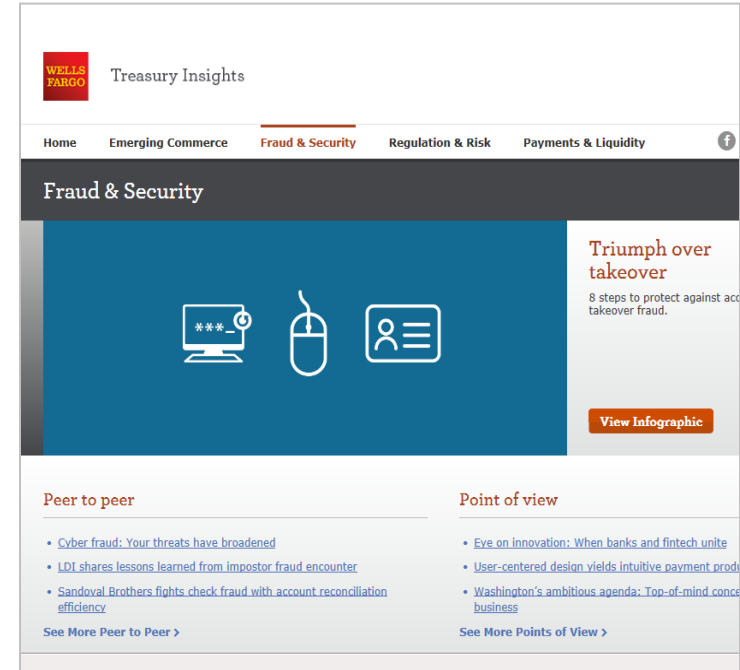 WELLS
FARGO
Treasury Insights
Home Emerging Commerce Fraud & Security Regulation & Risk Payments & Liquidity f
Fraud & Security
***_
Triumph over
takeover
8 steps to protect against
takeover fraud.
View Infographic
Peer to peer
• Cyber fraud: Your threats have broadened
• LDI shares lessons learned from impostor fraud encounter
• Sandoval Brothers fights check fraud with account reconciliation
efficiency
See More Peer to Peer >
Point of view
• Eye on innovation: When banks and fintech unite
• User-centered design yields intuitive payment
• Washington's ambitious agenda: Top-of-mind
business
See More Points of View >